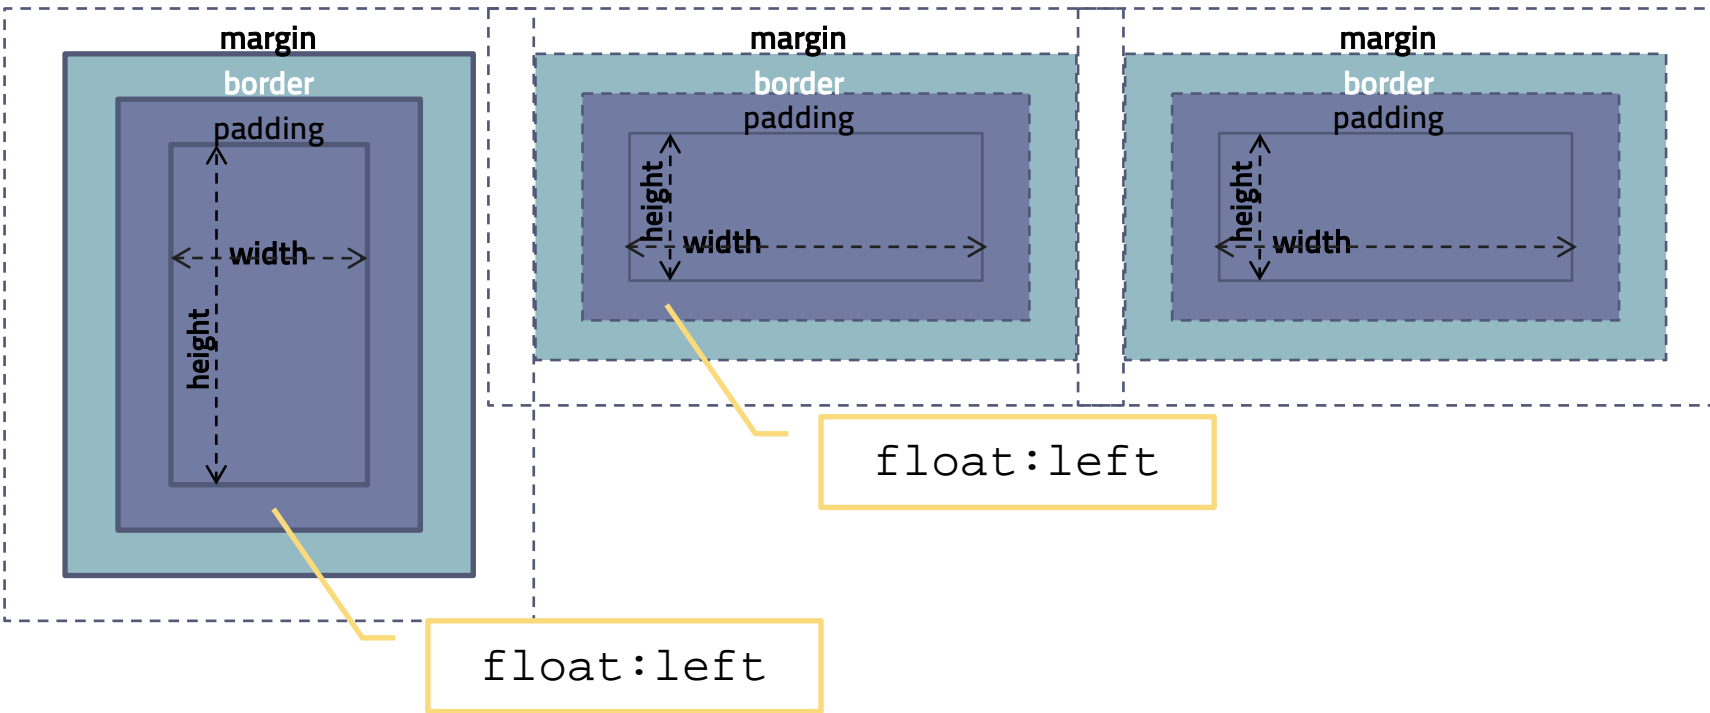 margin
border
padding
width
height
float:left
margin
border
padding
height
width
float:left
margin
border
padding
height
width